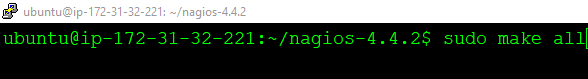 ubuntu@ip-172-31-32-221: ~/nagios-4.4.2
ubuntu@ip-172-31-32-221:~/nagios-4.4.2$ sudo make all